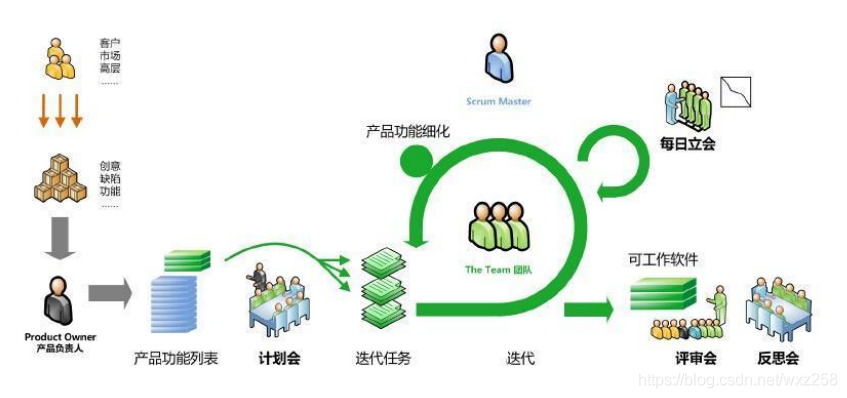 客户
市场
高层
……
创意
缺陷
功能
……
Product Owner
产品负责人
产品功能列表
计划会
迭代任务
产品功能细化
Scrum Master
The Team 团队
迭代
每日立会
可工作软件
评审会
反思会
https://blog.csdn.net/wxz258